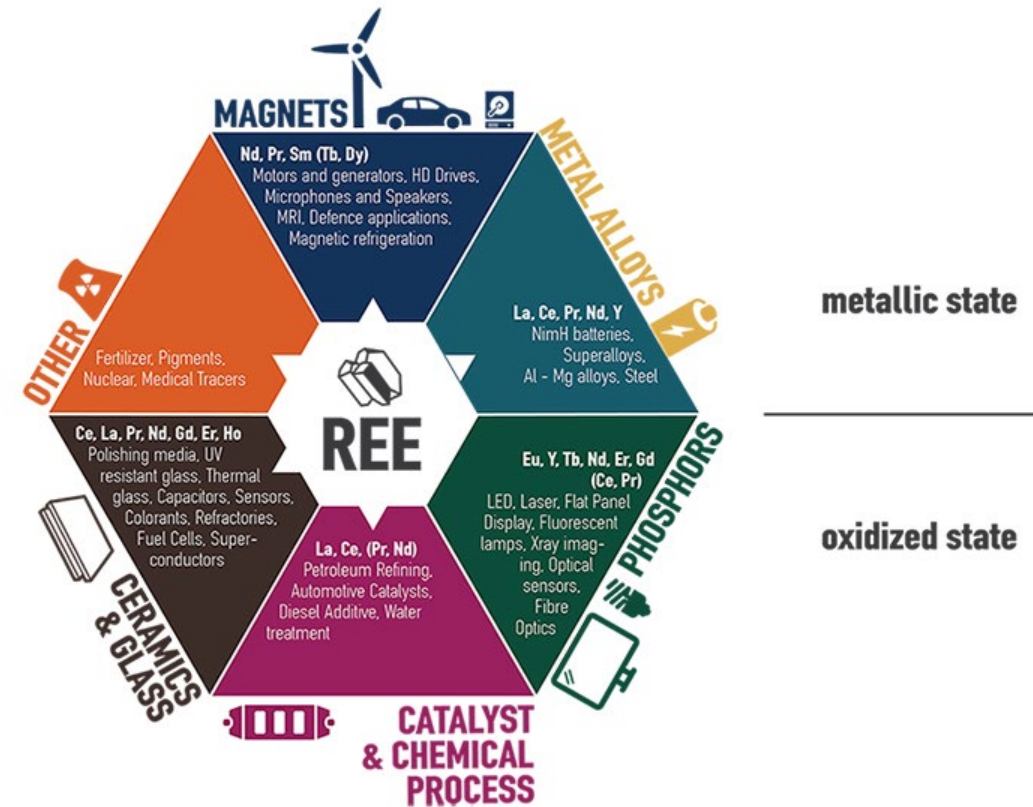 MAGNETS
Nd, Pr, Sm (Tb, Dy)
Motors and generators, HD Drives,
Microphones and Speakers,
MRI, Defence applications,
Magnetic refrigeration
METAL ALLOYS
La, Ce, Pr, Nd, Y
NimH batteries,
Superalloys,
Al - Mg alloys, Steel
metallic state
OTHER
Fertilizer, Pigments,
Nuclear, Medical Tracers
REE
Ce, La, Pr, Nd, Gd, Er, Ho
Polishing media, UV
resistant glass, Thermal
glass, Capacitors, Sensors,
Colorants, Refractories,
Fuel Cells, Super-
conductors
CERAMICS
& GLASS
La, Ce, (Pr, Nd)
Petroleum Refining,
Automotive Catalysts,
Diesel Additive, Water
treatment
CATALYST
& CHEMICAL
PROCESS
Eu, Y, Tb, Nd, Er, Gd
(Ce, Pr)
LED, Laser, Flat Panel
Display, Fluorescent
lamps, Xray imag-
ing, Optical
sensors,
Fibre
Optics
PHOSPHORS
oxidized state